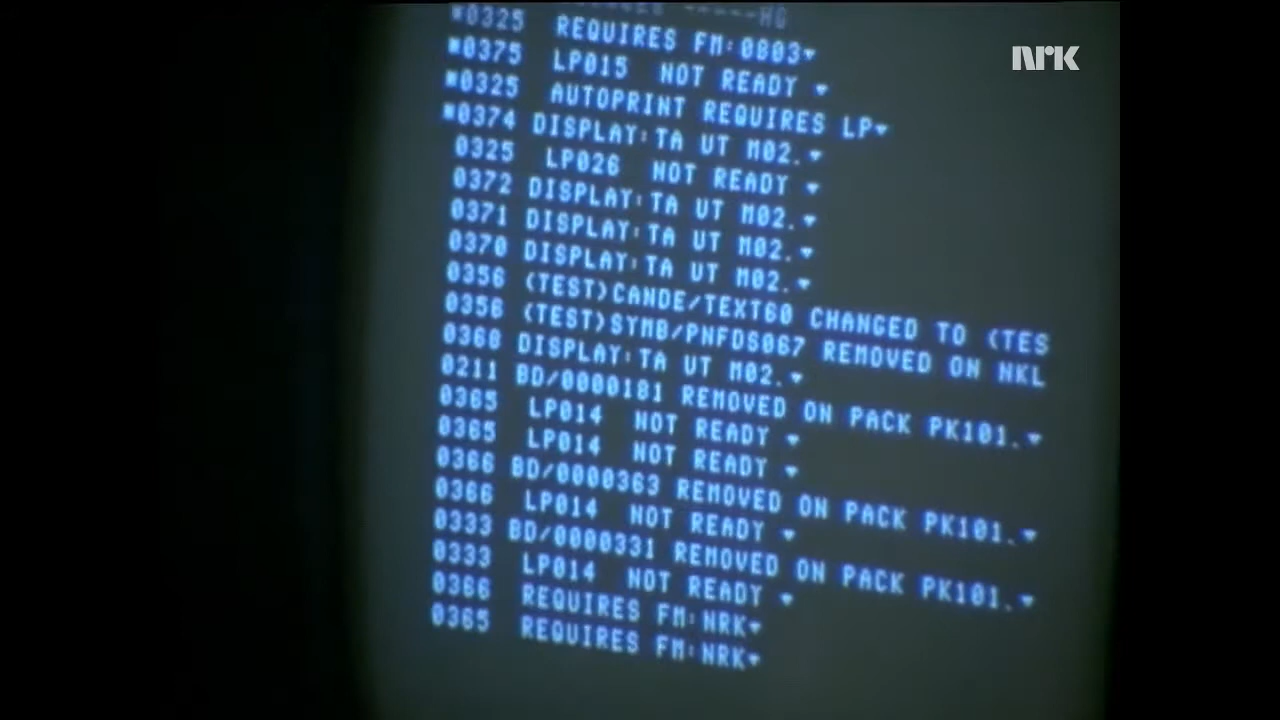 NRK
-----HG
*0325 REQUIRES FM:0803▾
*0375 LP015 NOT READY ▾
*0325 AUTOPRINT REQUIRES LP▾
*0374 DISPLAY:TA UT M02.▾
0325 LP026 NOT READY ▾
0372 DISPLAY:TA UT M02.▾
0371 DISPLAY:TA UT M02.▾
0370 DISPLAY:TA UT M02.▾
0356 (TEST)CANDE/TEXT60 CHANGED TO (TES
0356 (TEST)SYMB/PNFDS067 REMOVED ON NKL
0368 DISPLAY:TA UT M02.▾
0211 BD/0000181 REMOVED ON PACK PK101.▾
0365 LP014 NOT READY ▾
0365 LP014 NOT READY ▾
0366 BD/0000363 REMOVED ON PACK PK101.▾
0366 LP014 NOT READY ▾
0333 BD/0000331 REMOVED ON PACK PK101.▾
0333 LP014 NOT READY ▾
0366 REQUIRES FM:NRK▾
0365 REQUIRES FM:NRK▾